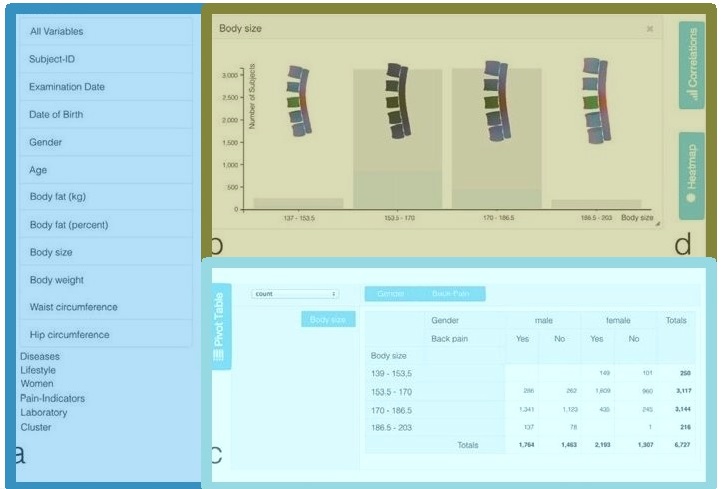 All Variables
Subject-ID
Examination Date
Date of Birth
Gender
Age
Body fat (kg)
Body fat (percent)
Body size
Body weight
Waist circumference
Hip circumference
Diseases
Lifestyle
Women
Pain-Indicators
Laboratory
Cluster
a
Body size
Number of Subjects
3,000
2,500
2,000
1,500
1,000
500
0
137 - 153.5
153.5 - 170
170 - 186.5
186.5 - 203
Body size
b
Correlations
Heatmap
d
Pivot Table
count
Gender
Back-Pain
Body size
Gender male female Totals
Back pain Yes No Yes No
Body size
139 - 153,5 149 101 250
153.5 - 170 286 262 1,609 960 3,117
170 - 186.5 1,341 1,123 435 245 3,144
186.5 - 203 137 78 1 216
Totals 1,764 1,463 2,193 1,307 6,727
c